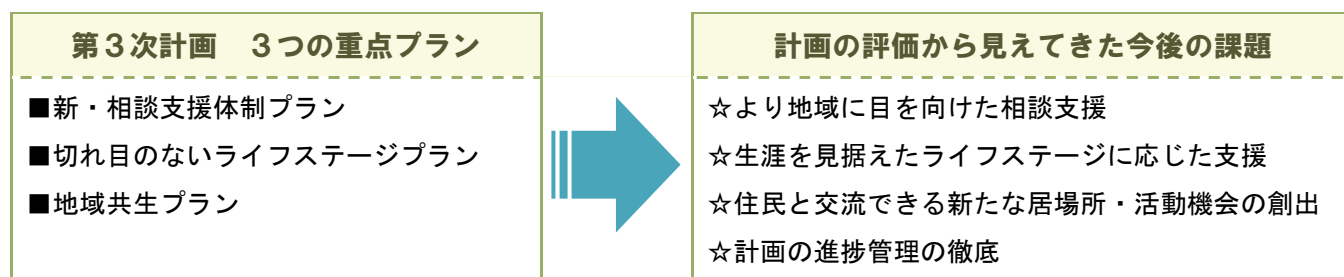 第３次計画　３つの重点プラン
■新・相談支援体制プラン
■切れ目のないライフステージプラン
■地域共生プラン
計画の評価から見えてきた今後の課題
☆より地域に目を向けた相談支援
☆生涯を見据えたライフステージに応じた支援
☆住民と交流できる新たな居場所・活動機会の創出
☆計画の進捗管理の徹底